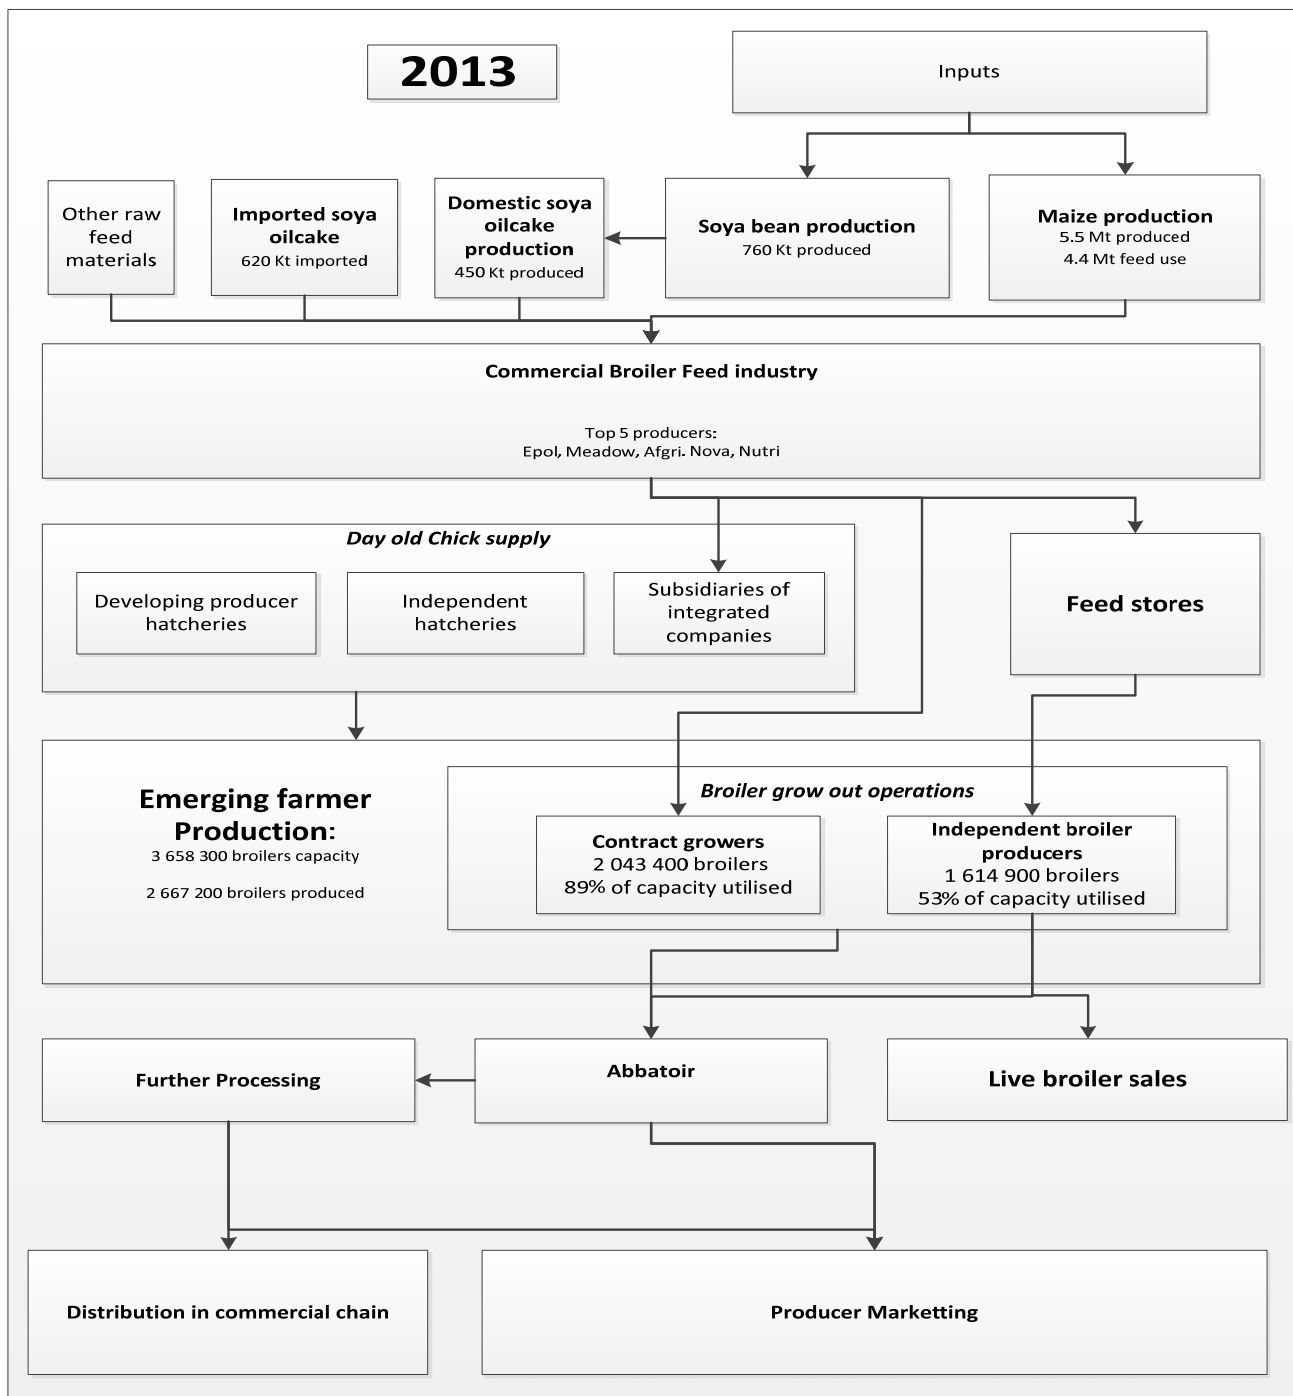 2013
Inputs
Other raw
feed
materials
Imported soya
oilcake
620 Kt imported
Domestic soya
oilcake
production
450 Kt produced
Soya bean production
760 Kt produced
Maize production
5.5 Mt produced
4.4 Mt feed use
Commercial Broiler Feed industry
Top 5 producers:
Epol, Meadow, Afgri. Nova, Nutri
Day old Chick supply
Developing producer
hatcheries
Independent
hatcheries
Subsidiaries of
integrated
companies
Feed stores
Emerging farmer
Production:
3 658 300 broilers capacity
2 667 200 broilers produced
Broiler grow out operations
Contract growers
2 043 400 broilers
89% of capacity utilised
Independent broiler
producers
1 614 900 broilers
53% of capacity utilised
Further Processing
Abbatoir
Live broiler sales
Distribution in commercial chain
Producer Marketting